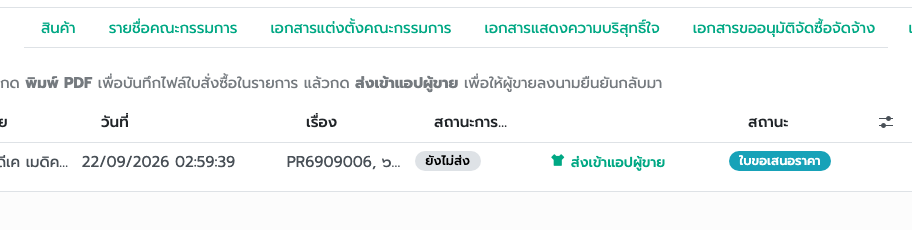 สินค้า รายชื่อคณะกรรมการ เอกสารแต่งตั้งคณะกรรมการ เอกสารแสดงความบริสุทธิ์ใจ เอกสารขออนุมัติจัดซื้อจัดจ้าง
กด พิมพ์ PDF เพื่อบันทึกไฟล์ใบสั่งซื้อในรายการ แล้วกด ส่งเข้าแอปผู้ขาย เพื่อให้ผู้ขายลงนามยืนยันกลับมา
ย วันที่ เรื่อง สถานะการ... สถานะ
ดีเค เมดิค... 22/09/2026 02:59:39 PR6909006, ๖... ยังไม่ส่ง ส่งเข้าแอปผู้ขาย ใบขอเสนอราคา